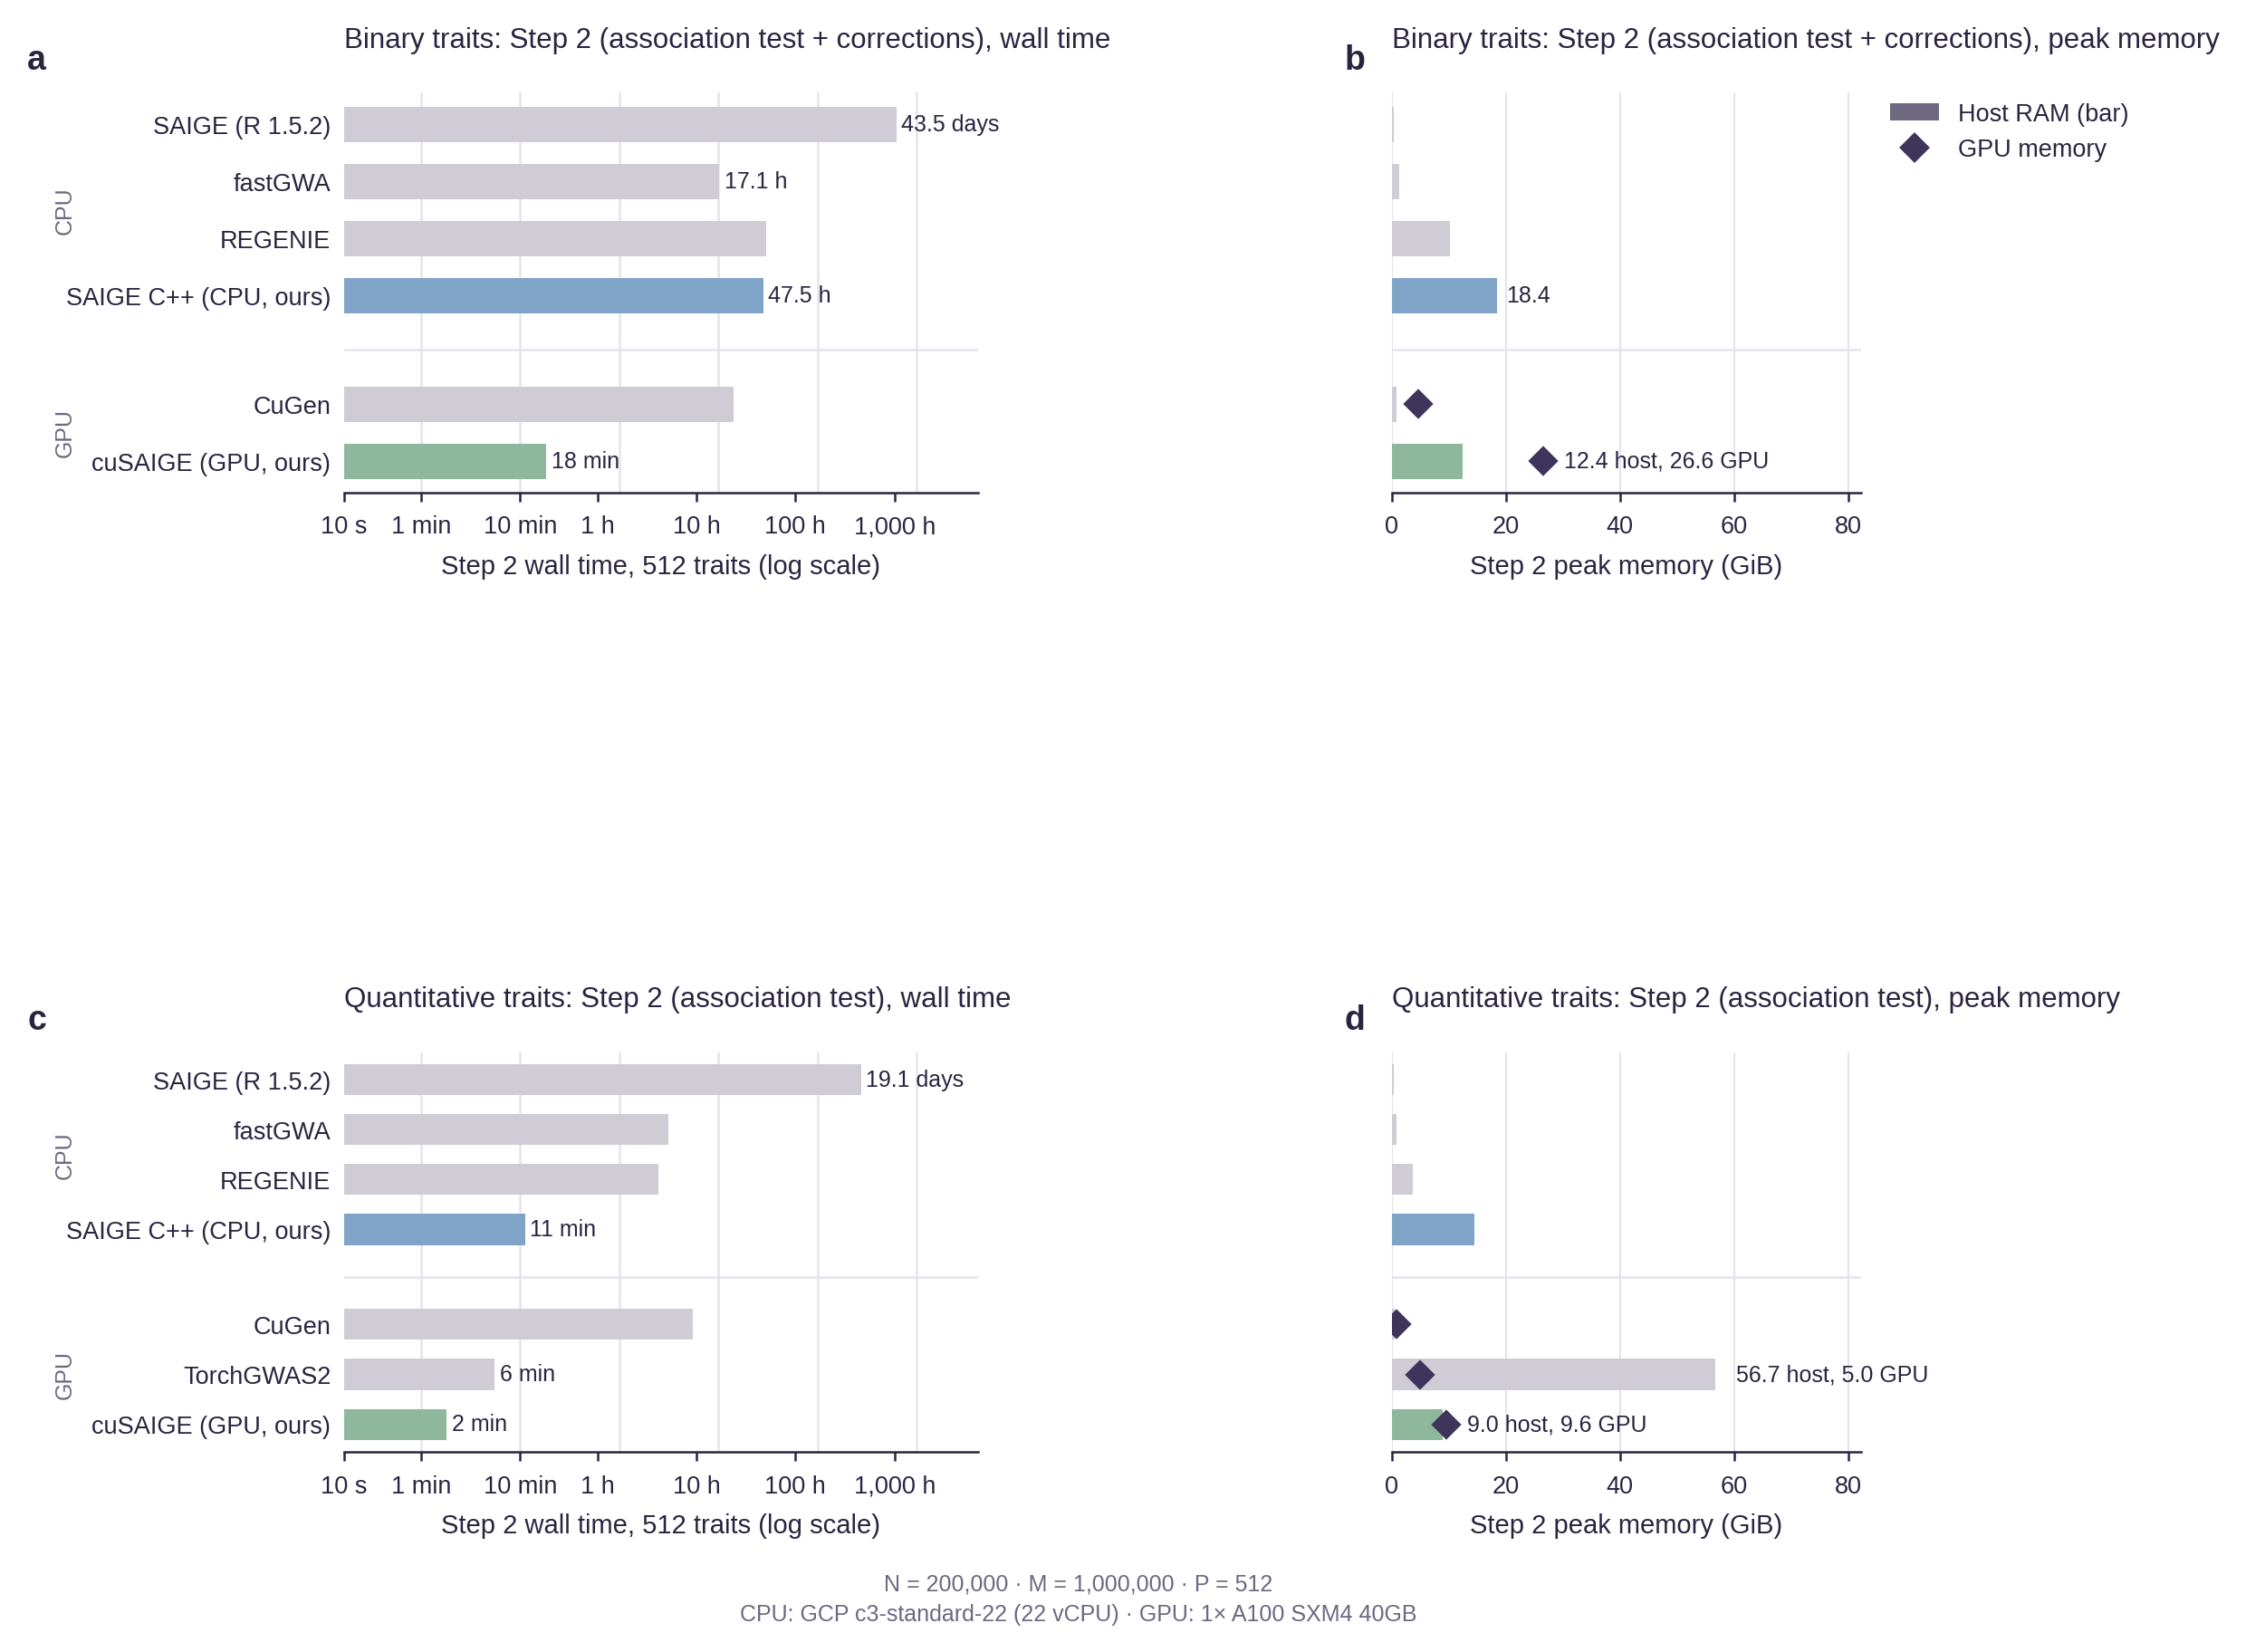 a
Binary traits: Step 2 (association test + corrections), wall time
CPU
SAIGE (R 1.5.2)
43.5 days
fastGWA
17.1 h
REGENIE
SAIGE C++ (CPU, ours)
47.5 h
GPU
CuGen
cuSAIGE (GPU, ours)
18 min
10 s 1 min 10 min 1 h 10 h 100 h 1,000 h
Step 2 wall time, 512 traits (log scale)
b
Binary traits: Step 2 (association test + corrections), peak memory
Host RAM (bar)
GPU memory
18.4
12.4 host, 26.6 GPU
0 20 40 60 80
Step 2 peak memory (GiB)
c
Quantitative traits: Step 2 (association test), wall time
CPU
SAIGE (R 1.5.2)
19.1 days
fastGWA
REGENIE
SAIGE C++ (CPU, ours)
11 min
GPU
CuGen
TorchGWAS2
6 min
cuSAIGE (GPU, ours)
2 min
10 s 1 min 10 min 1 h 10 h 100 h 1,000 h
Step 2 wall time, 512 traits (log scale)
d
Quantitative traits: Step 2 (association test), peak memory
56.7 host, 5.0 GPU
9.0 host, 9.6 GPU
0 20 40 60 80
Step 2 peak memory (GiB)
N = 200,000 · M = 1,000,000 · P = 512
CPU: GCP c3-standard-22 (22 vCPU) · GPU: 1× A100 SXM4 40GB